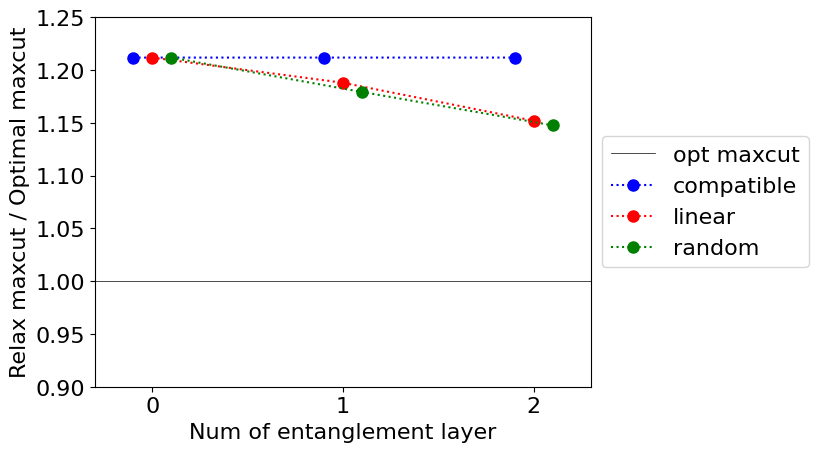 Relax maxcut / Optimal maxcut
1.25
1.20
1.15
1.10
1.05
1.00
0.95
0.90
0
1
2
Num of entanglement layer
opt maxcut
compatible
linear
random